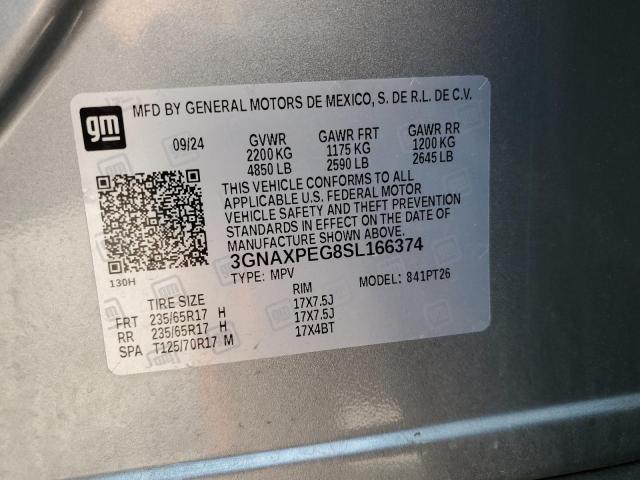 gm
MFD BY GENERAL MOTORS DE MEXICO, S. DE R.L. DE C.V.
09/24 GVWR GAWR FRT GAWR RR
2200 KG 1175 KG 1200 KG
4850 LB 2590 LB 2645 LB
THIS VEHICLE CONFORMS TO ALL
APPLICABLE U.S. FEDERAL MOTOR
VEHICLE SAFETY AND THEFT PREVENTION
STANDARDS IN EFFECT ON THE DATE OF
MANUFACTURE SHOWN ABOVE.
3GNAXPEG8SL166374
130H
TYPE: MPV MODEL: 841PT26
TIRE SIZE RIM
FRT 235/65R17 H 17X7.5J
RR 235/65R17 H 17X7.5J
SPA T125/70R17 M 17X4BT